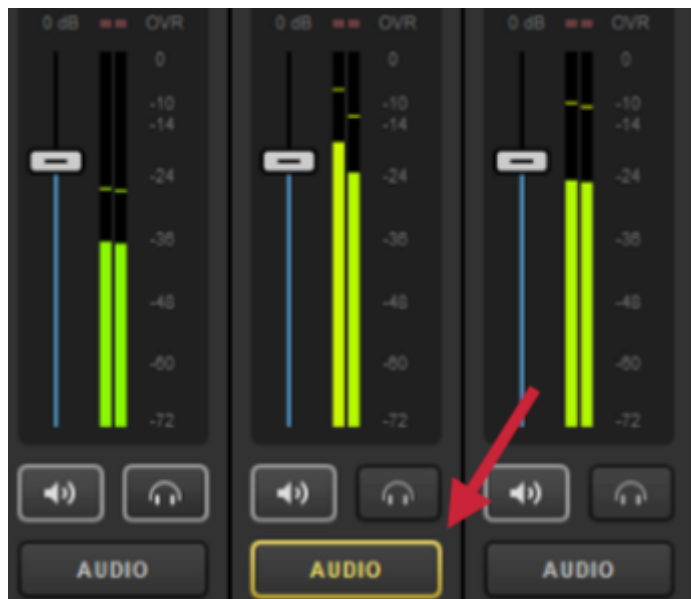 0 dB OVR 0 dB OVR 0 dB OVR
0 0 0
-10 -10 -10
-14 -14 -14
-24 -24 -24
-36 -36 -36
-48 -48 -48
-60 -60 -60
-72 -72 -72
AUDIO AUDIO AUDIO